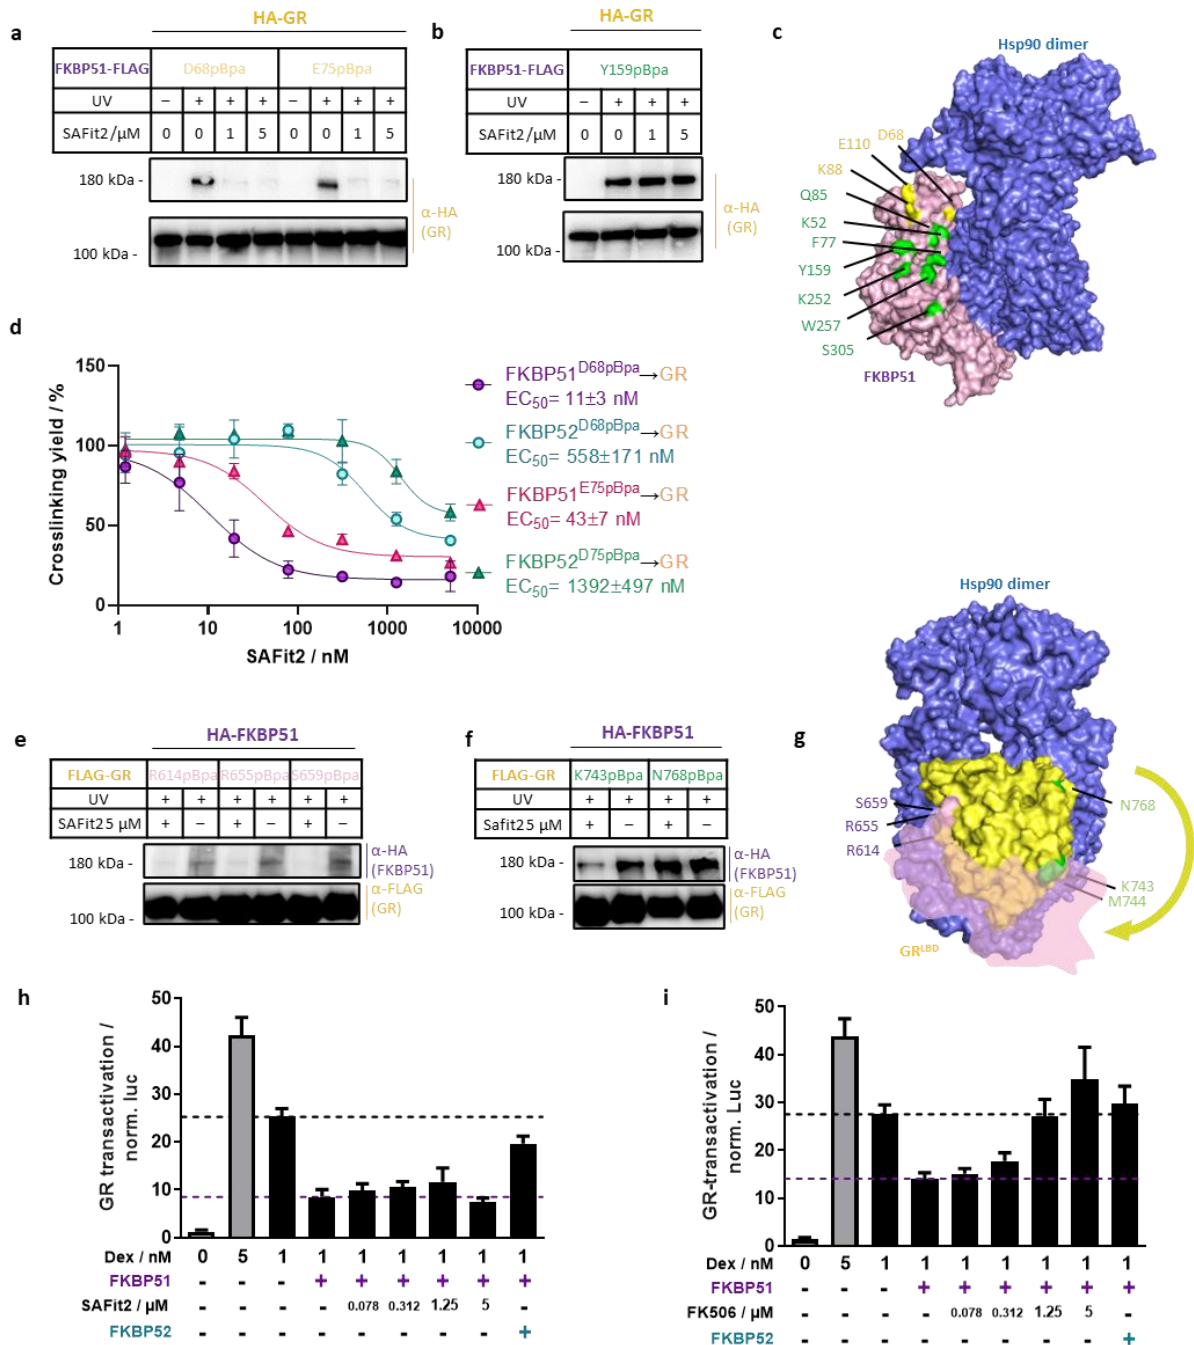 a
HA-GR
FKBP51-FLAG D68pBpa E75pBpa
UV – + + + – + + +
SAFit2/µM 0 0 1 5 0 0 1 5
180 kDa -
100 kDa -
α-HA
(GR)
b
HA-GR
FKBP51-FLAG Y159pBpa
UV – + + +
SAFit2/µM 0 0 1 5
180 kDa -
100 kDa -
α-HA
(GR)
c
Hsp90 dimer
D68
E110
K88
Q85
K52
F77
Y159
K252
W257
S305
FKBP51
d
Crosslinking yield / %
150
100
50
0
1 10 100 1000 10000
SAFit2 / nM
FKBP51D68pBpa→GR
EC50= 11±3 nM
FKBP52D68pBpa→GR
EC50= 558±171 nM
FKBP51E75pBpa→GR
EC50= 43±7 nM
FKBP52D75pBpa→GR
EC50= 1392±497 nM
e
HA-FKBP51
FLAG-GR R614pBpa R655pBpa S659pBpa
UV + + + + + +
SAFit2 5 µM + – + – + –
180 kDa -
100 kDa -
α-HA
(FKBP51)
α-FLAG
(GR)
f
HA-FKBP51
FLAG-GR K743pBpa N768pBpa
UV + + + +
Safit2 5 µM + – + –
180 kDa -
100 kDa -
α-HA
(FKBP51)
α-FLAG
(GR)
g
Hsp90 dimer
S659
R655
R614
N768
K743
M744
GRLBD
h
GR transactivation /
norm. luc
50
40
30
20
10
0
Dex / nM 0 5 1 1 1 1 1 1 1
FKBP51 - - - + + + + + +
SAFit2 / µM - - - - 0.078 0.312 1.25 5 -
FKBP52 - - - - - - - - +
i
GR-transactivation /
norm. Luc
50
40
30
20
10
0
Dex / nM 0 5 1 1 1 1 1 1 1
FKBP51 - - - + + + + + +
FK506 / µM - - - - 0.078 0.312 1.25 5 -
FKBP52 - - - - - - - - +